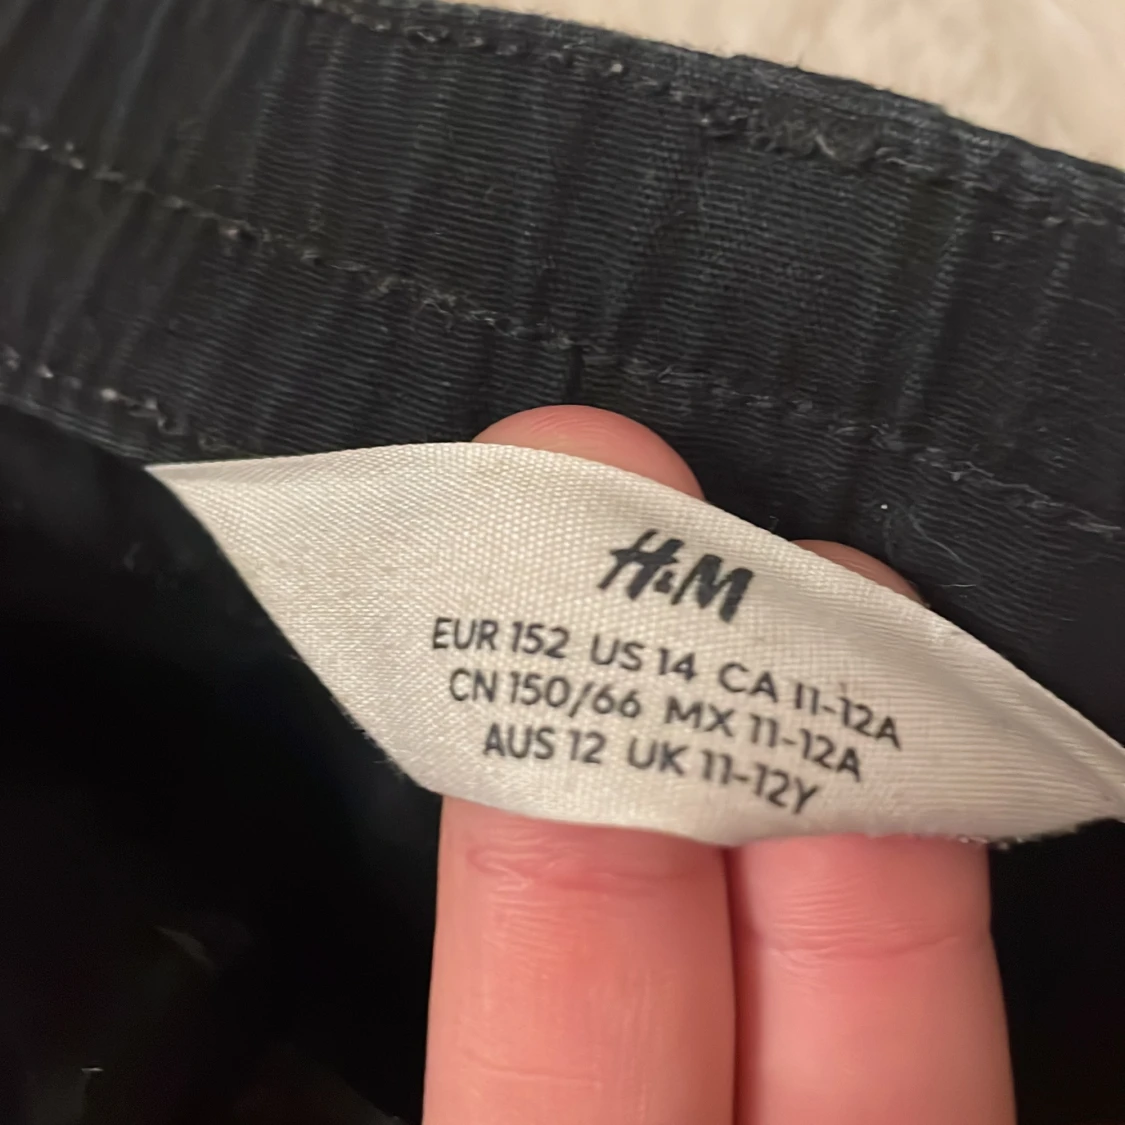 H&M
EUR 152 US 14 CA 11-12A
CN 150/66 MX 11-12A
AUS 12 UK 11-12Y